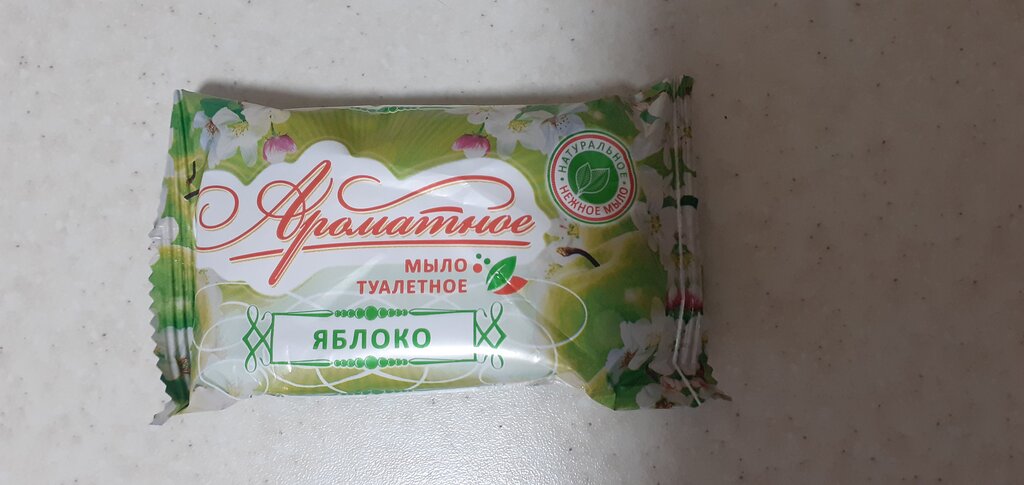 НАТУРАЛЬНОЕ
НЕЖНОЕ МЫЛО
Ароматное
МЫЛО
ТУАЛЕТНОЕ
ЯБЛОКО